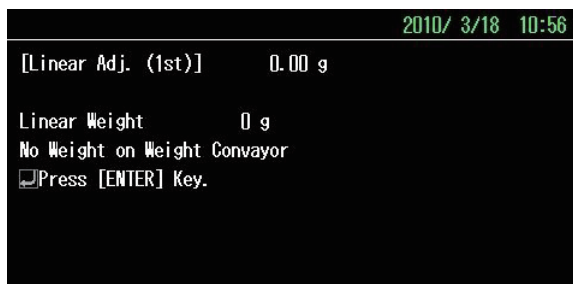 2010/ 3/18 10:56
[Linear Adj. (1st)] 0.00 g
Linear Weight 0 g
No Weight on Weight Convayor
Press [ENTER] Key.